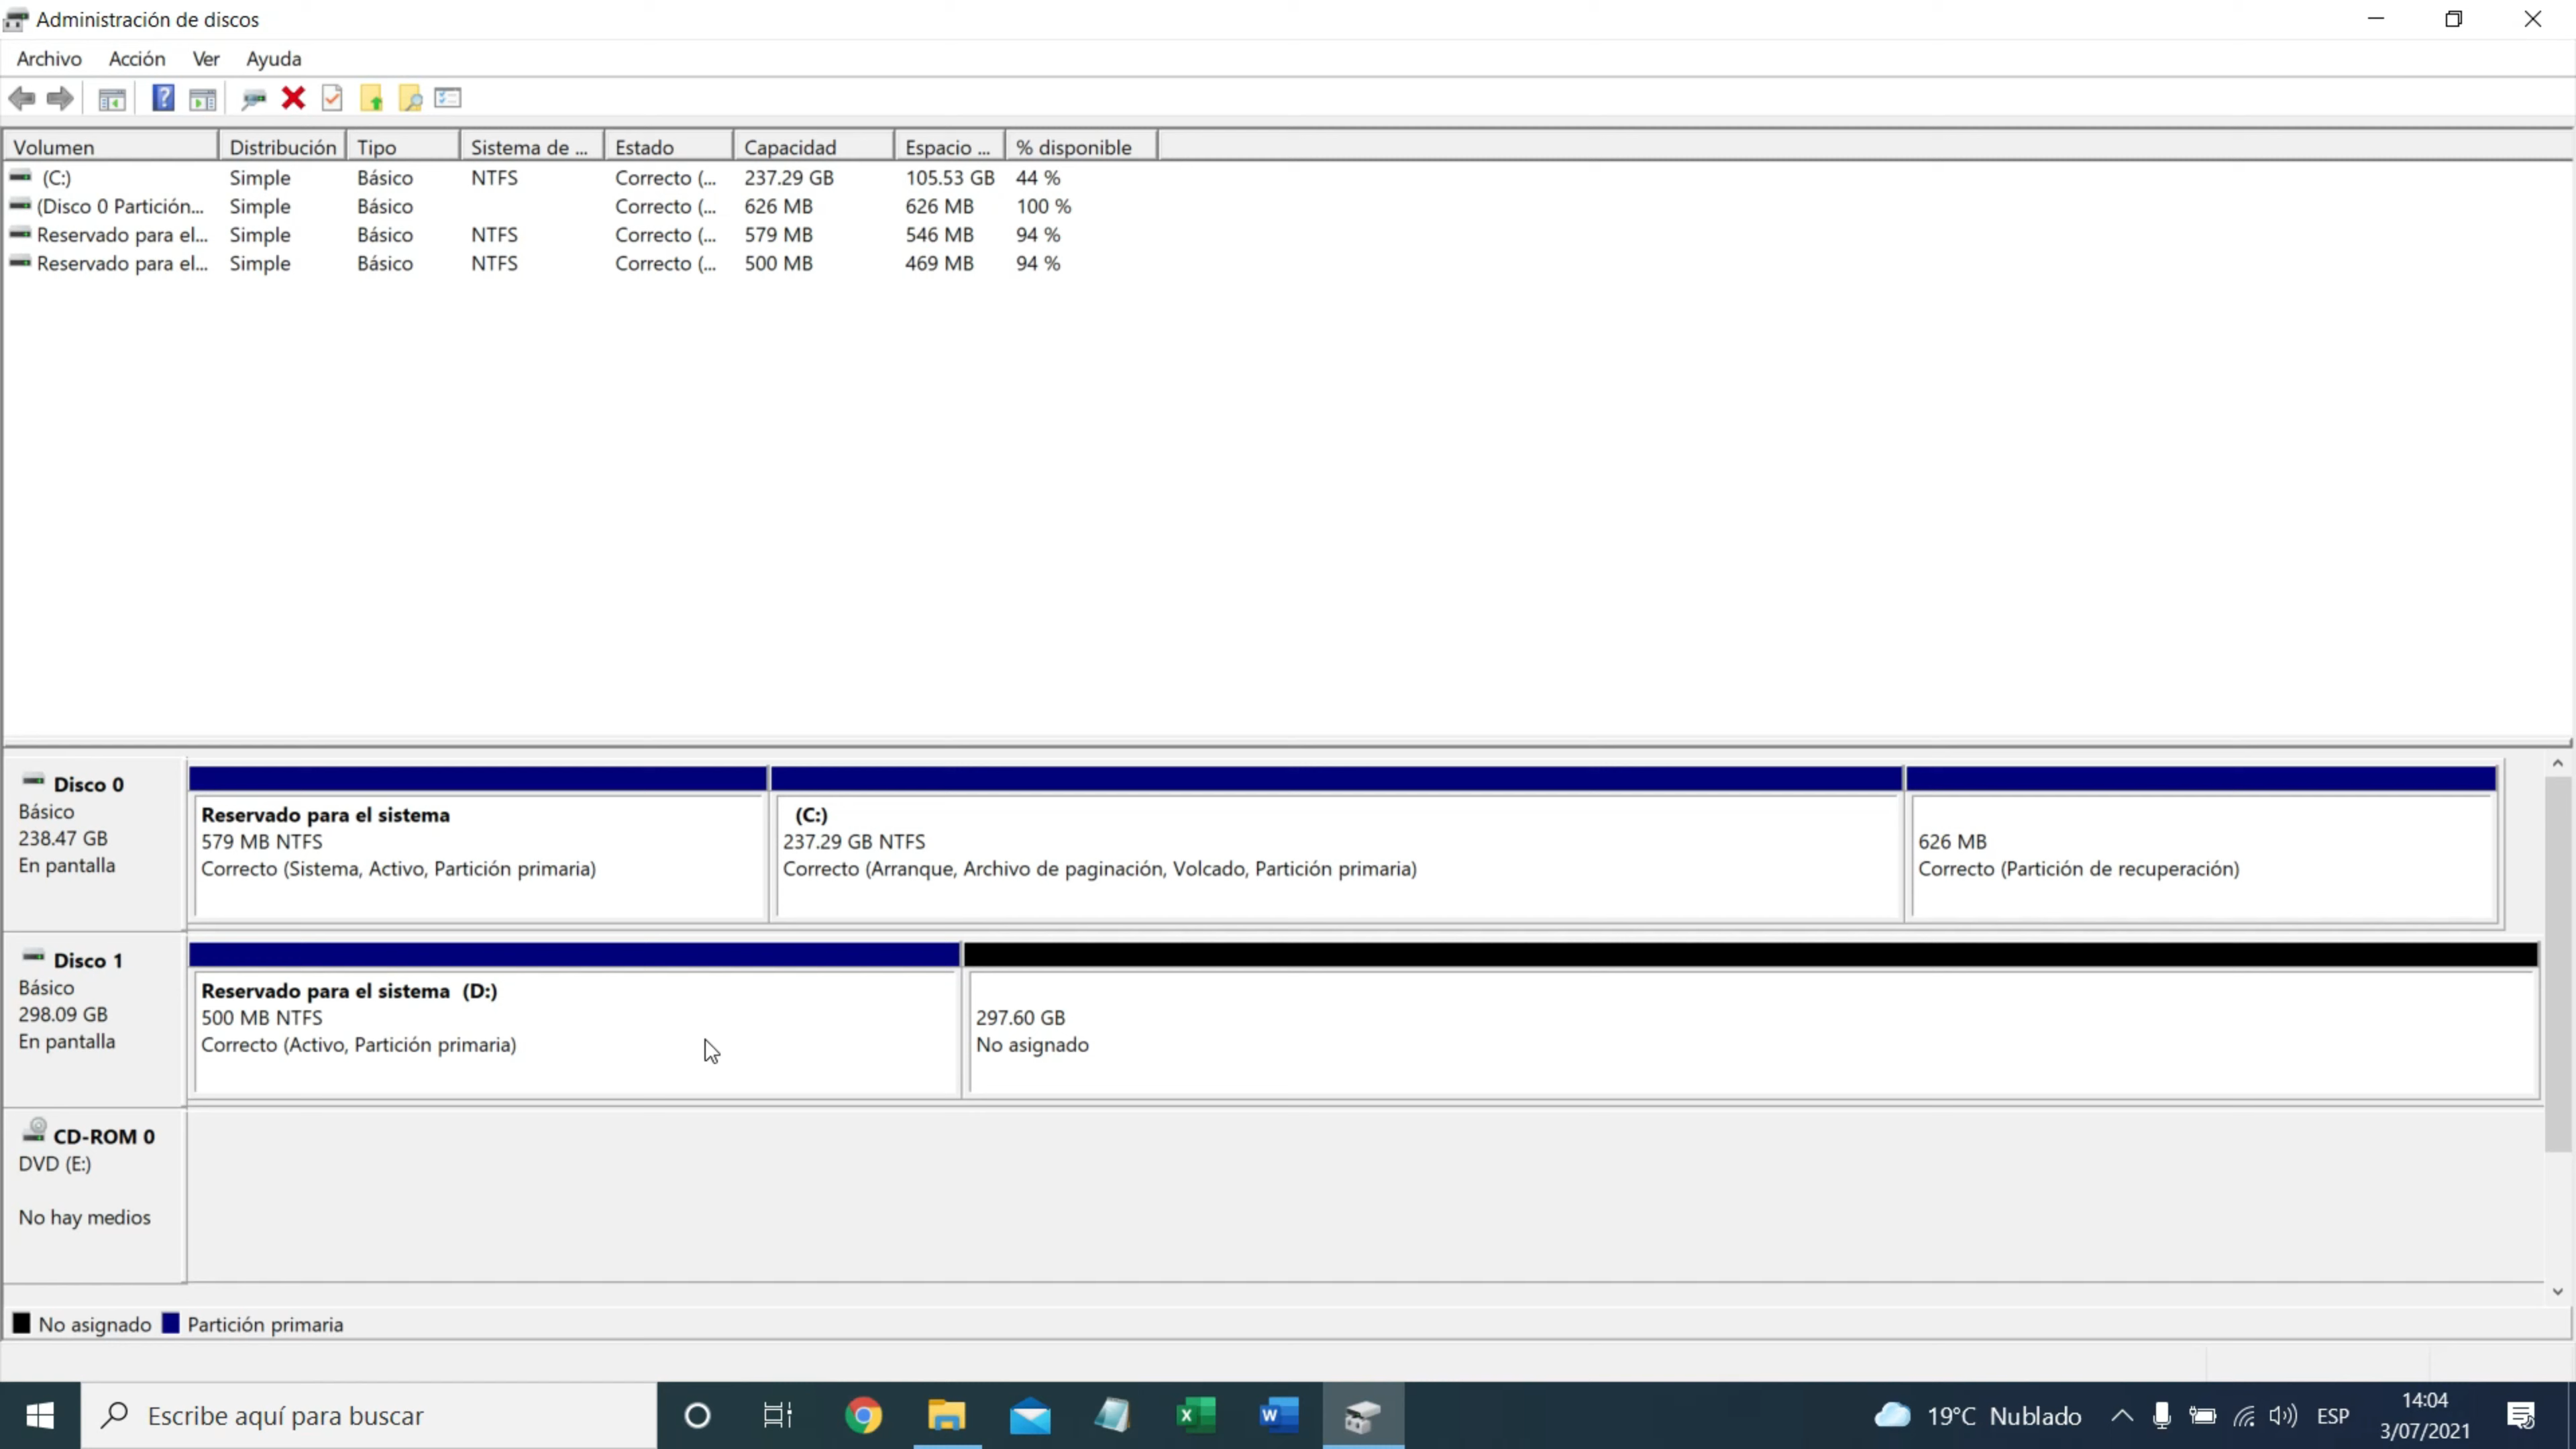 Administración de discos
Archivo Acción Ver Ayuda
Volumen Distribución Tipo Sistema de ... Estado Capacidad Espacio ... % disponible
(C:) Simple Básico NTFS Correcto (... 237.29 GB 105.53 GB 44 %
(Disco 0 Partición... Simple Básico Correcto (... 626 MB 626 MB 100 %
Reservado para el... Simple Básico NTFS Correcto (... 579 MB 546 MB 94 %
Reservado para el... Simple Básico NTFS Correcto (... 500 MB 469 MB 94 %
Disco 0
Básico
238.47 GB
En pantalla
Reservado para el sistema
579 MB NTFS
Correcto (Sistema, Activo, Partición primaria)
(C:)
237.29 GB NTFS
Correcto (Arranque, Archivo de paginación, Volcado, Partición primaria)
626 MB
Correcto (Partición de recuperación)
Disco 1
Básico
298.09 GB
En pantalla
Reservado para el sistema (D:)
500 MB NTFS
Correcto (Activo, Partición primaria)
297.60 GB
No asignado
CD-ROM 0
DVD (E:)
No hay medios
No asignado Partición primaria
Escribe aquí para buscar
19°C Nublado
ESP
14:04
3/07/2021